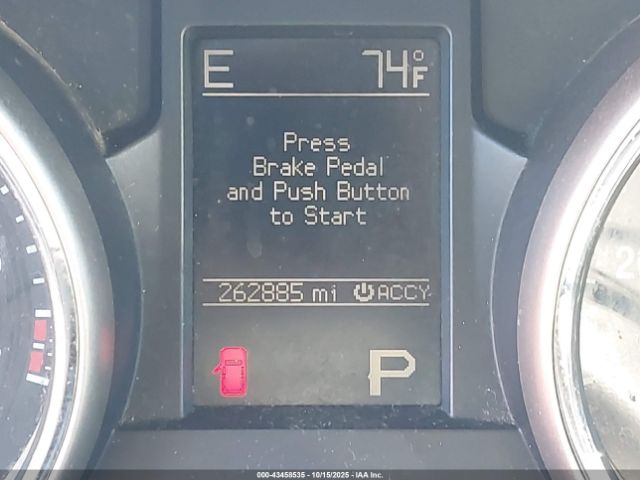 E 74°F
Press
Brake Pedal
and Push Button
to Start
262885 mi ACCY
P
000-43458535 - 10/15/2025 - IAA Inc.